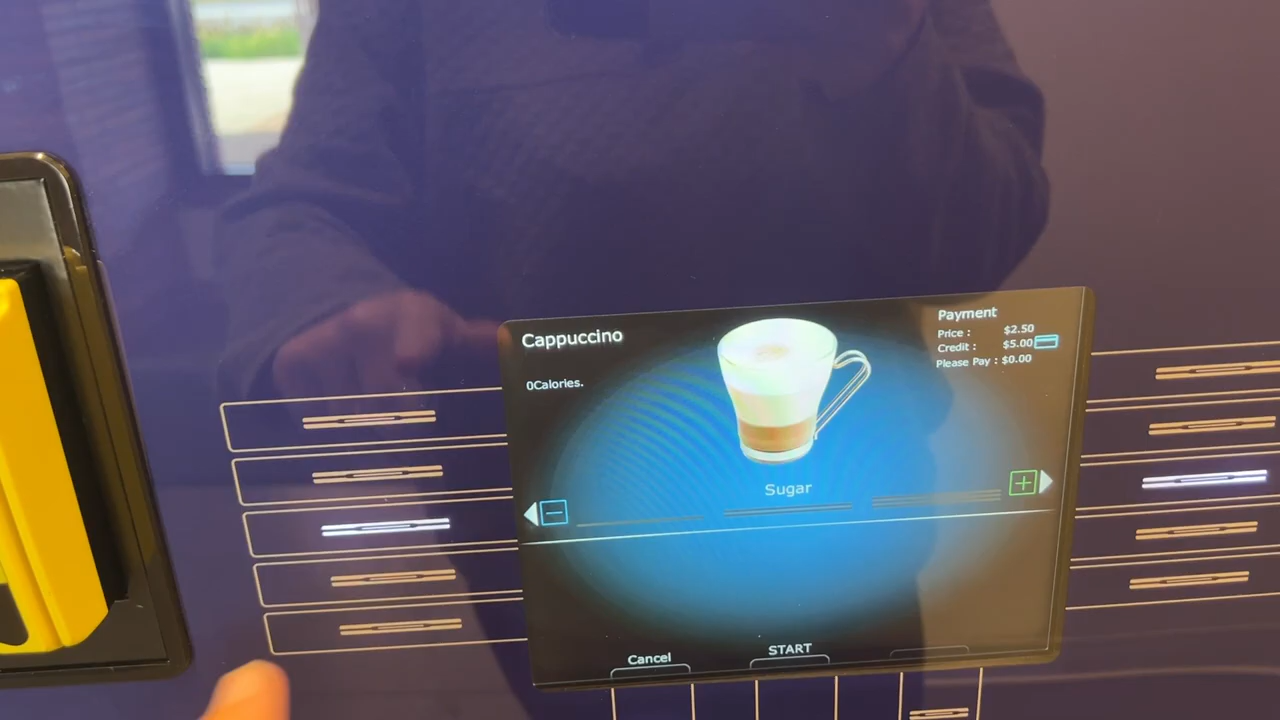 Cappuccino
0Calories.
Payment
Price : $2.50
Credit : $5.00
Please Pay : $0.00
Sugar
Cancel
START